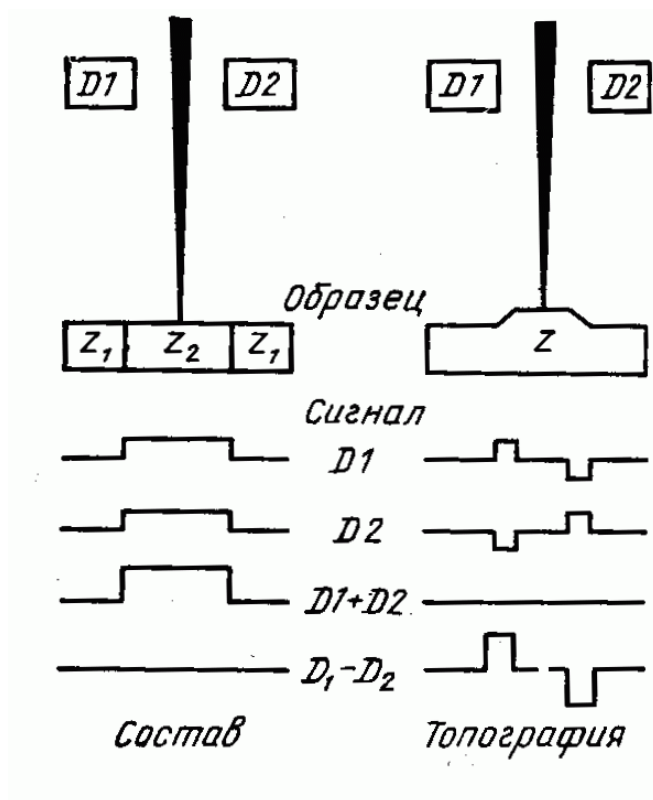 D1 D2 D1 D2
Образец
Z₁ Z₂ Z₁ Z
Сигнал
D1
D2
D1+D2
D₁−D₂
Состав Топография